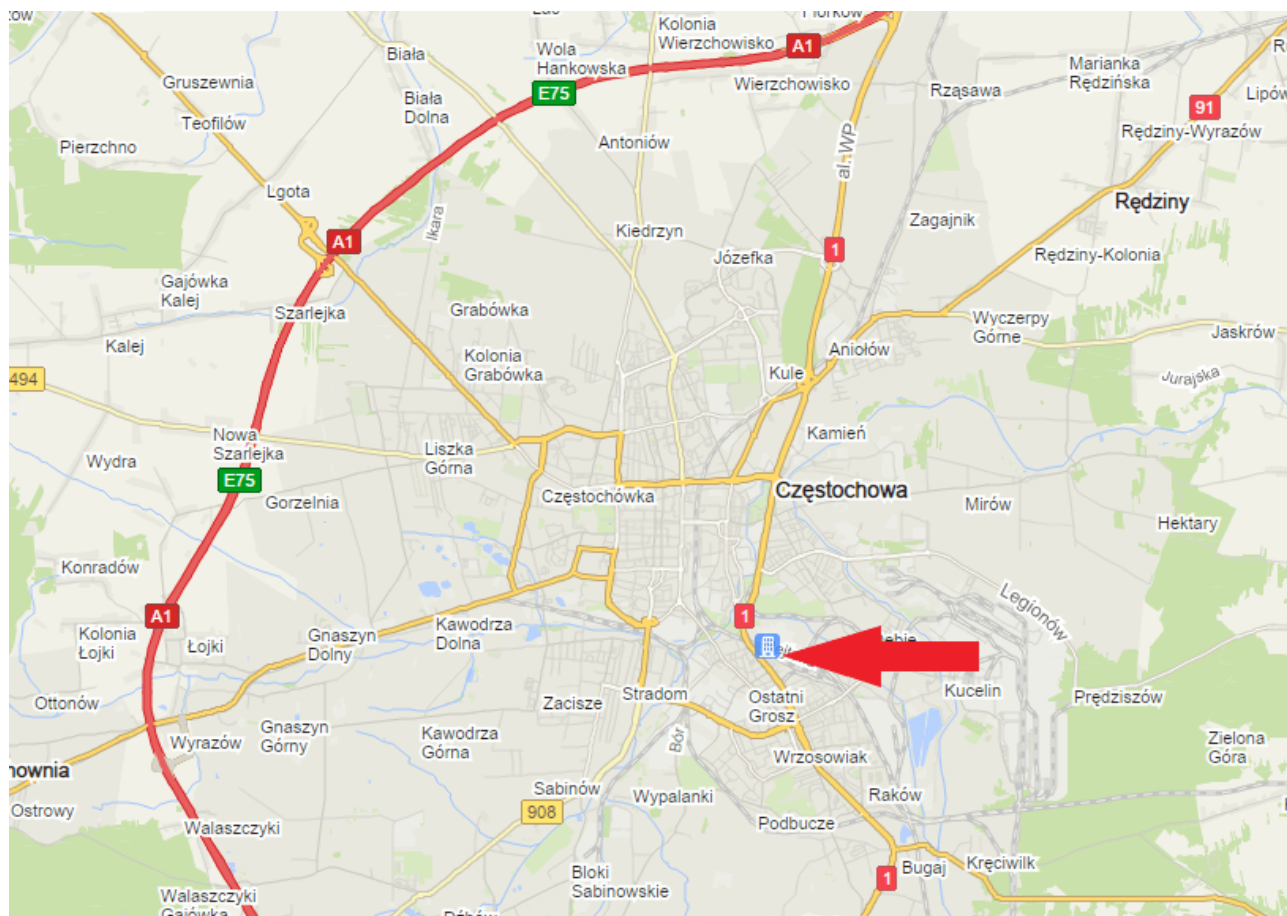 Biała
Wola
Hankowska
Kolonia
Wierzchowisko
A1
Gruszewnia
E75
Wierzchowisko
Marianka
Rędzińska
Biała
Dolna
Rząsawa
91
Teofilów
Pierzchno
Antoniów
al. WP
Rędziny-Wyrazów
Lgota
Ikara
Kiedrzyn
Zagajnik
Rędziny
A1
Józefka
1
Rędziny-Kolonia
Gajówka
Kalej
Szarlejka
Grabówka
Wyczerpy
Górne
Jaskrów
Kalej
Kolonia
Grabówka
Aniołów
Kule
Jurajska
494
Nowa
Szarlejka
Liszka
Górna
Kamień
Wydra
E75
Gorzelnia
Częstochówka
Częstochowa
Mirów
Hektary
Konradów
A1
Kolonia
Łojki
Łojki
Gnaszyn
Dolny
Kawodrza
Dolna
1
Legionów
Ottonów
Gnaszyn
Górny
Zacisze
Stradom
Ostatni
Grosz
Kucelin
Prędziszów
Wyrazów
Kawodrza
Górna
Bór
Wrzosowiak
Zielona
Góra
nownia
Ostrowy
Sabinów
908
Wypalanki
Raków
Walaszczyki
Podbucze
Bloki
Sabinowskie
1
Bugaj
Kręciwilk
Walaszczyki